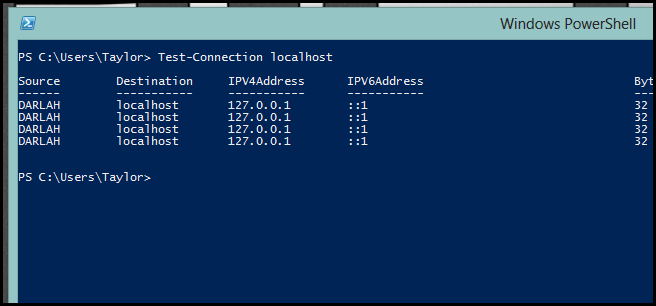 Windows PowerShell
PS C:\Users\Taylor> Test-Connection localhost
Source Destination IPV4Address IPV6Address Byt
------ ----------- ----------- ----------- ---
DARLAH localhost 127.0.0.1 ::1 32
DARLAH localhost 127.0.0.1 ::1 32
DARLAH localhost 127.0.0.1 ::1 32
DARLAH localhost 127.0.0.1 ::1 32
PS C:\Users\Taylor>